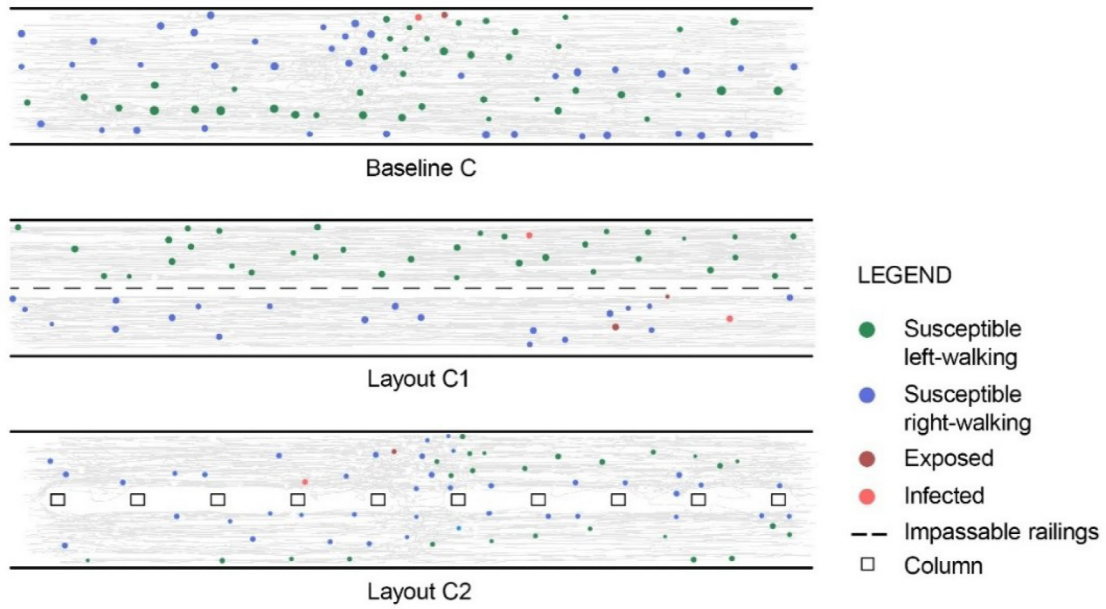 Baseline C
Layout C1
Layout C2
LEGEND
Susceptible
left-walking
Susceptible
right-walking
Exposed
Infected
Impassable railings
Column